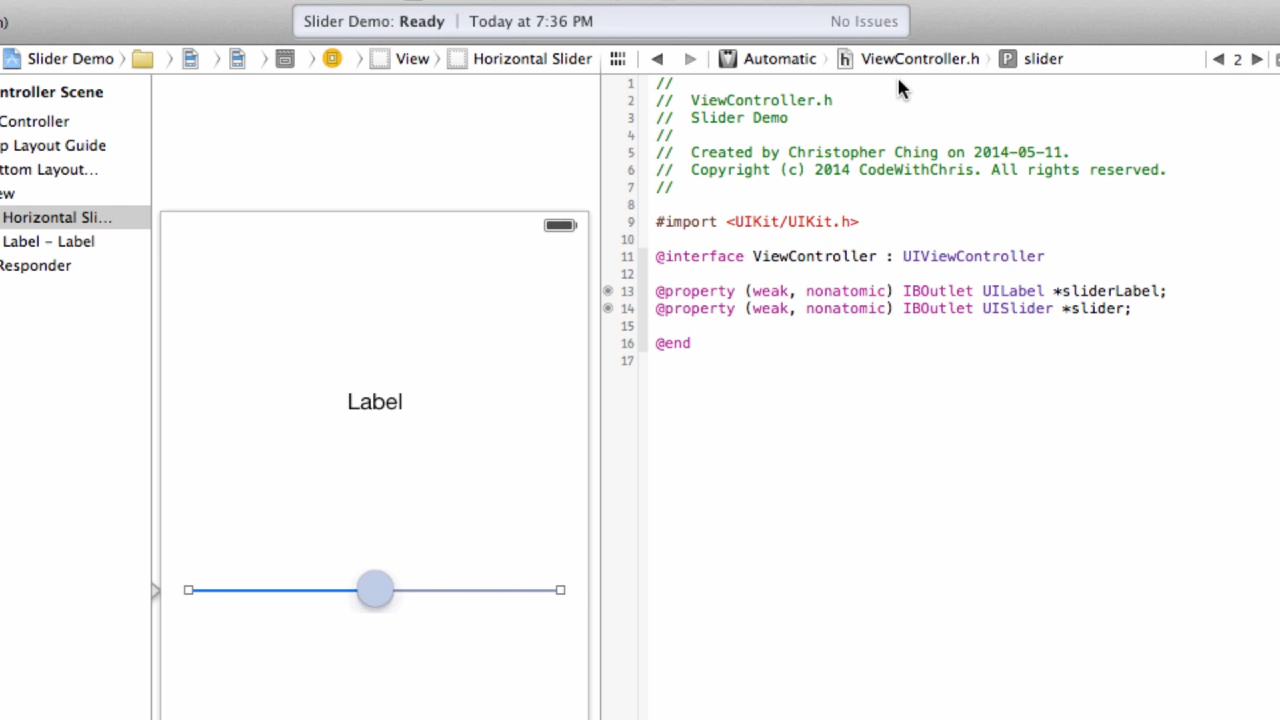 )
Slider Demo: Ready | Today at 7:36 PM
No Issues
Slider Demo
View
Horizontal Slider
Automatic
ViewController.h
slider
2
ntroller Scene
Controller
p Layout Guide
ttom Layout...
ew
Horizontal Sli...
Label – Label
Responder
Label
1 //
2 //  ViewController.h
3 //  Slider Demo
4 //
5 //  Created by Christopher Ching on 2014-05-11.
6 //  Copyright (c) 2014 CodeWithChris. All rights reserved.
7 //
8
9 #import <UIKit/UIKit.h>
10
11 @interface ViewController : UIViewController
12
13 @property (weak, nonatomic) IBOutlet UILabel *sliderLabel;
14 @property (weak, nonatomic) IBOutlet UISlider *slider;
15
16 @end
17